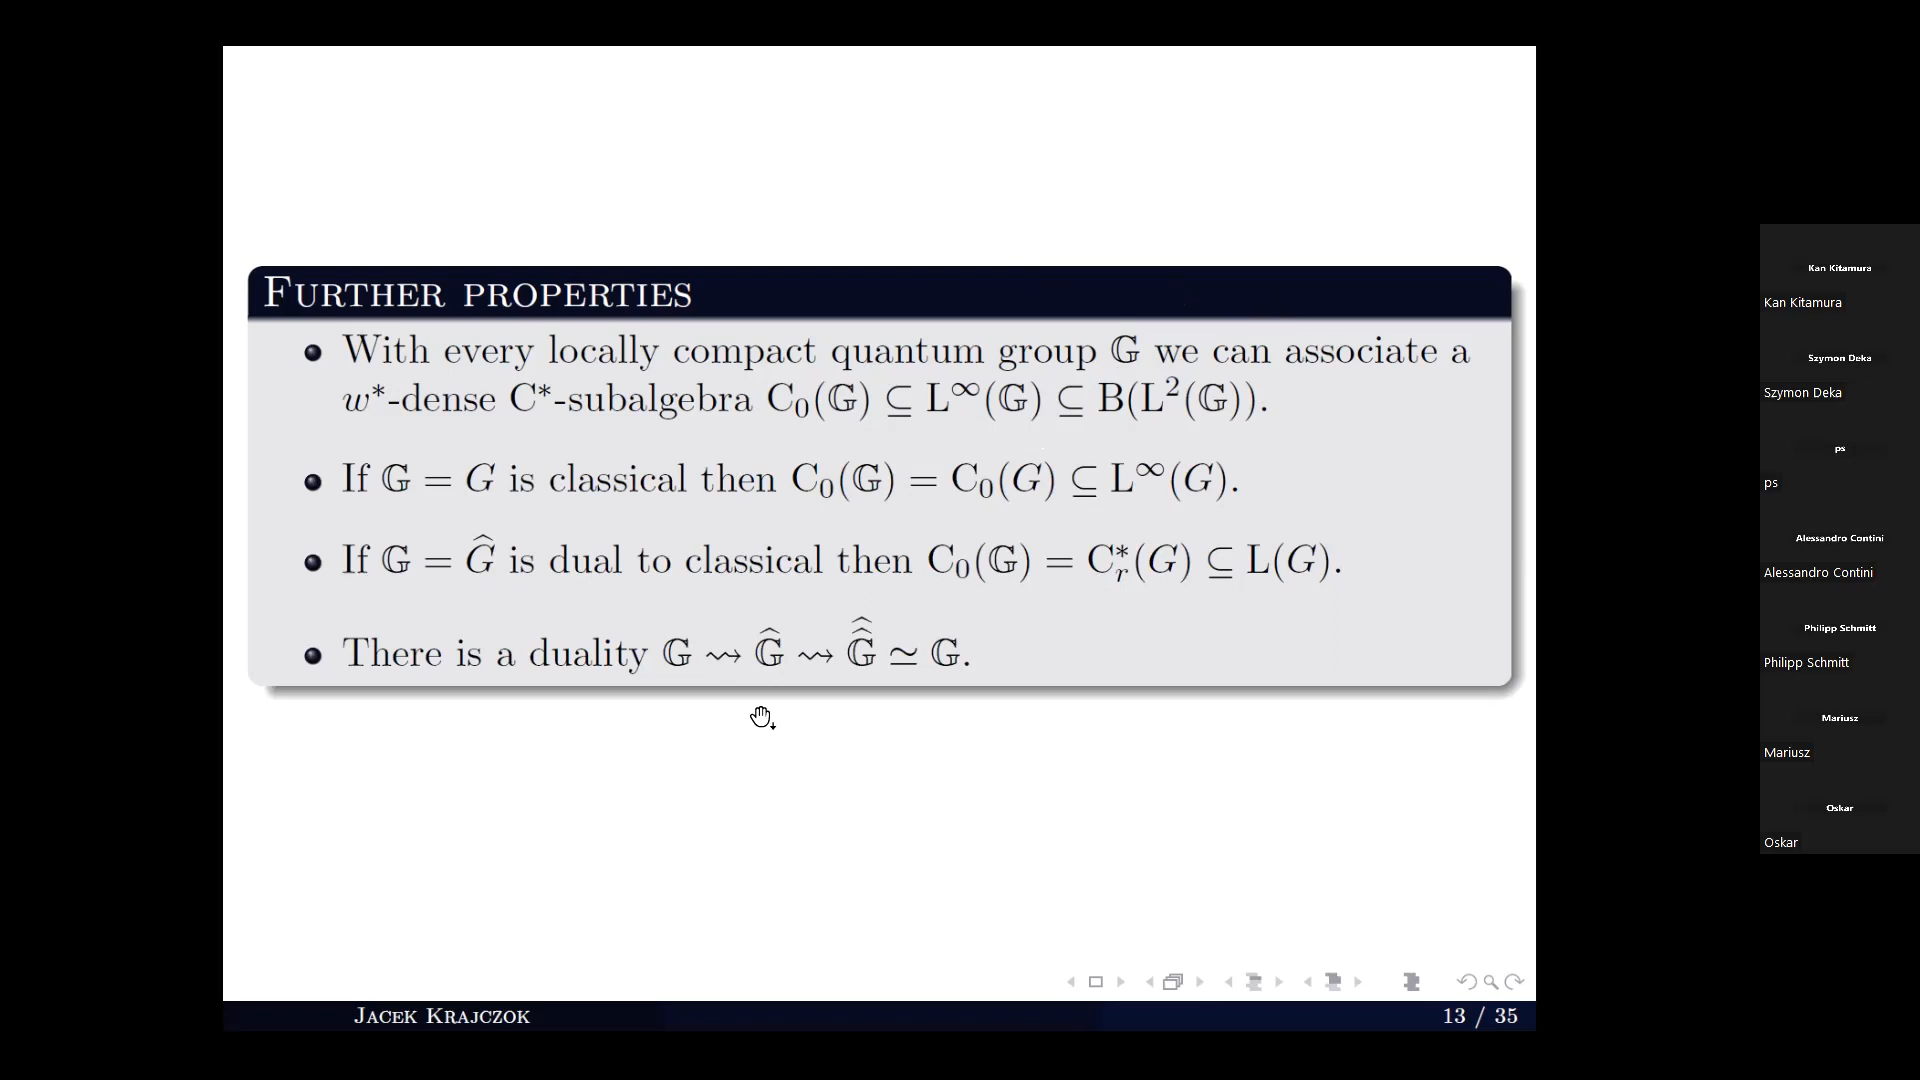 FURTHER PROPERTIES
• With every locally compact quantum group 𝔾 we can associate a
w*-dense C*-subalgebra C₀(𝔾) ⊆ L^∞(𝔾) ⊆ B(L²(𝔾)).
• If 𝔾 = G is classical then C₀(𝔾) = C₀(G) ⊆ L^∞(G).
• If 𝔾 = Ĝ is dual to classical then C₀(𝔾) = C*ᵣ(G) ⊆ L(G).
• There is a duality 𝔾 ⇝ 𝔾̂ ⇝ 𝔾̂̂ ≃ 𝔾.
JACEK KRAJCZOK
13 / 35
Kan Kitamura
Kan Kitamura
Szymon Deka
Szymon Deka
ps
ps
Alessandro Contini
Alessandro Contini
Philipp Schmitt
Philipp Schmitt
Mariusz
Mariusz
Oskar
Oskar